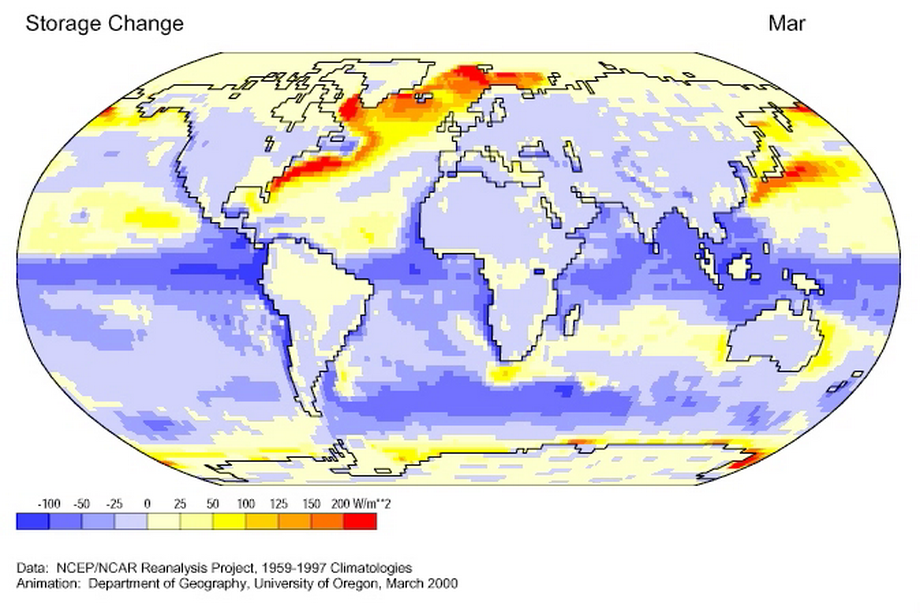 Storage Change
Mar
-100 -50 -25 0 25 50 100 125 150 200 W/m**2
Data: NCEP/NCAR Reanalysis Project, 1959-1997 Climatologies
Animation: Department of Geography, University of Oregon, March 2000